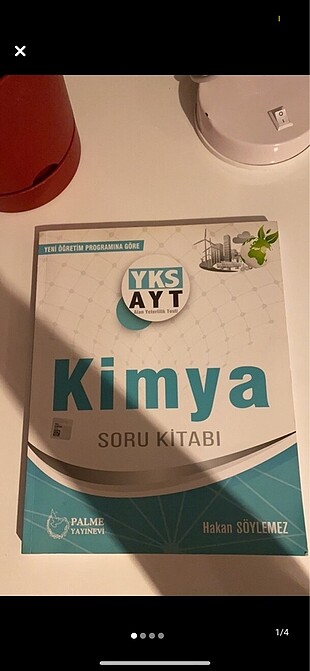 YENİ ÖĞRETİM PROGRAMINA GÖRE
YKS
AYT
Alan Yeterlilik Testi
Kimya
SORU KİTABI
PALME
YAYINEVİ
Hakan SÖYLEMEZ
1/4